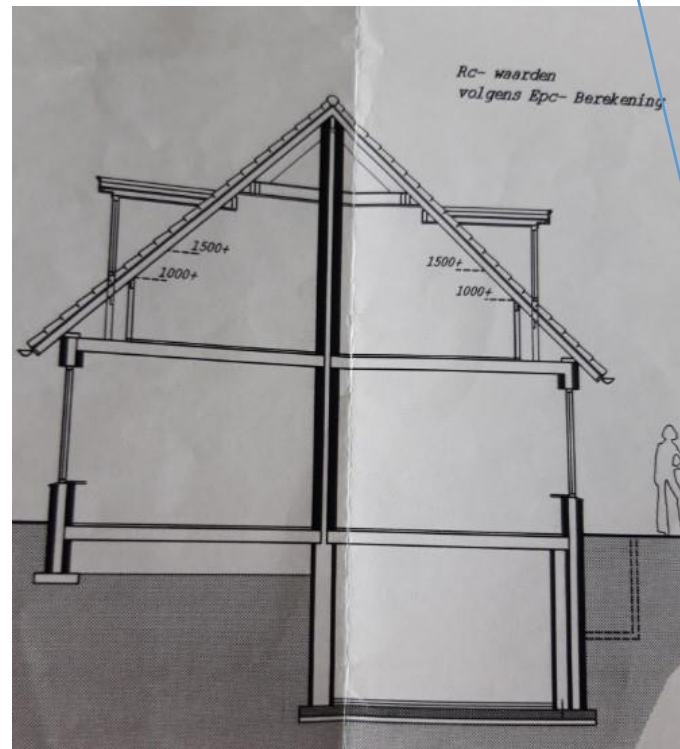 Rc- waarden
volgens Epc- Berekening
1500+
1000+
1500+
1000+